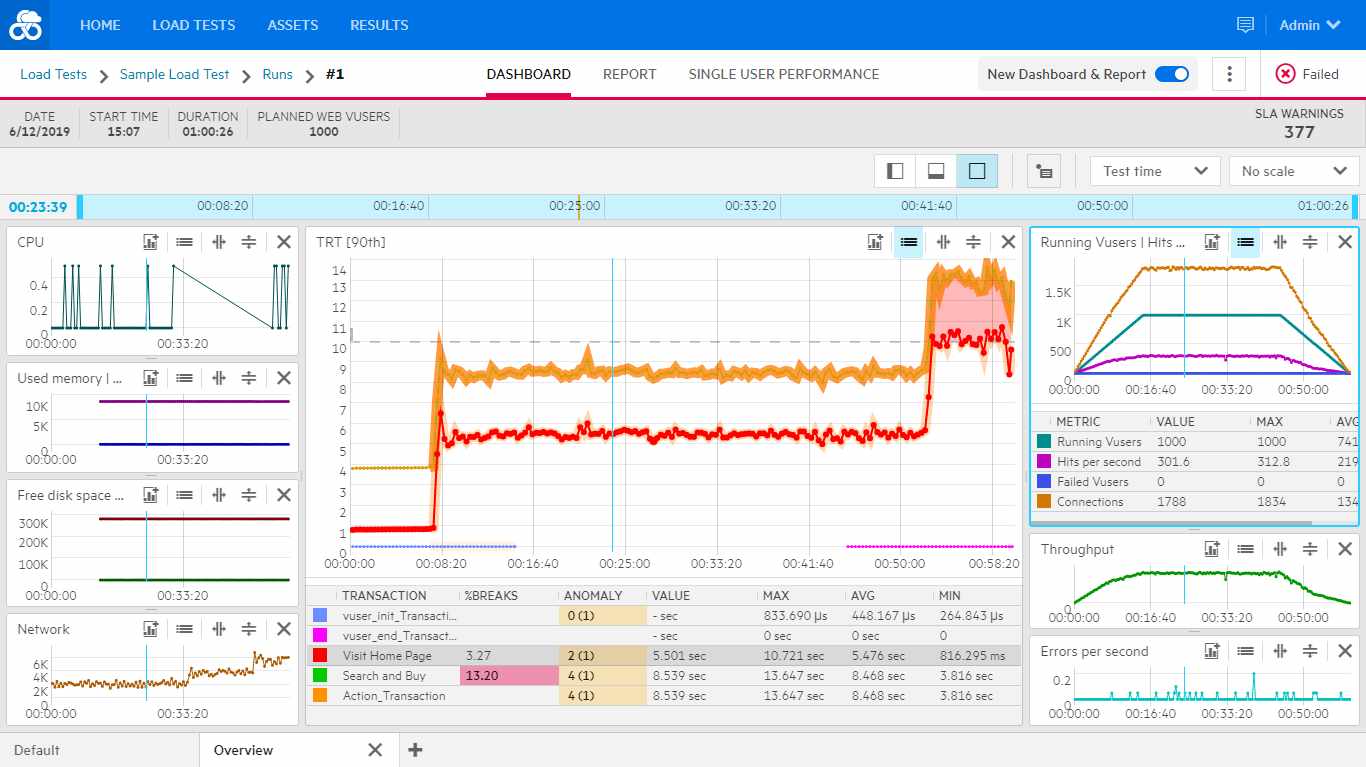 HOME LOAD TESTS ASSETS RESULTS Admin
Load Tests Sample Load Test Runs #1 DASHBOARD REPORT SINGLE USER PERFORMANCE New Dashboard & Report Failed
DATE START TIME DURATION PLANNED WEB VUSERS SLA WARNINGS
6/12/2019 15:07 01:00:26 1000 377
Test time No scale
00:23:39 00:08:20 00:16:40 00:25:00 00:33:20 00:41:40 00:50:00 01:00:26
CPU
0.4
0.2
0
00:00:00 00:33:20
Used memory | ...
10K
5K
0
00:00:00 00:33:20
Free disk space ...
300K
200K
100K
0
00:00:00 00:33:20
Network
6K
4K
2K
0
00:00:00 00:33:20
TRT [90th]
14
13
12
11
10
9
8
7
6
5
4
3
2
1
0
00:00:00 00:08:20 00:16:40 00:25:00 00:33:20 00:41:40 00:50:00 00:58:20
TRANSACTION %BREAKS ANOMALY VALUE MAX AVG MIN
vuser_init_Transacti... 0 (1) - sec 833.690 µs 448.167 µs 264.843 µs
vuser_end_Transact... - sec 0 sec 0 sec 0
Visit Home Page 3.27 2 (1) 5.501 sec 10.721 sec 5.476 sec 816.295 ms
Search and Buy 13.20 4 (1) 8.539 sec 13.647 sec 8.468 sec 3.816 sec
Action_Transaction 4 (1) 8.539 sec 13.647 sec 8.468 sec 3.816 sec
Running Vusers | Hits ...
1.5K
1K
500
0
00:00:00 00:16:40 00:33:20 00:50:00
METRIC VALUE MAX AVG
Running Vusers 1000 1000 741
Hits per second 301.6 312.8 219
Failed Vusers 0 0 0
Connections 1788 1834 134
Throughput
00:00:00 00:16:40 00:33:20 00:50:00
Errors per second
0.2
0
00:00:00 00:16:40 00:33:20 00:50:00
Default Overview